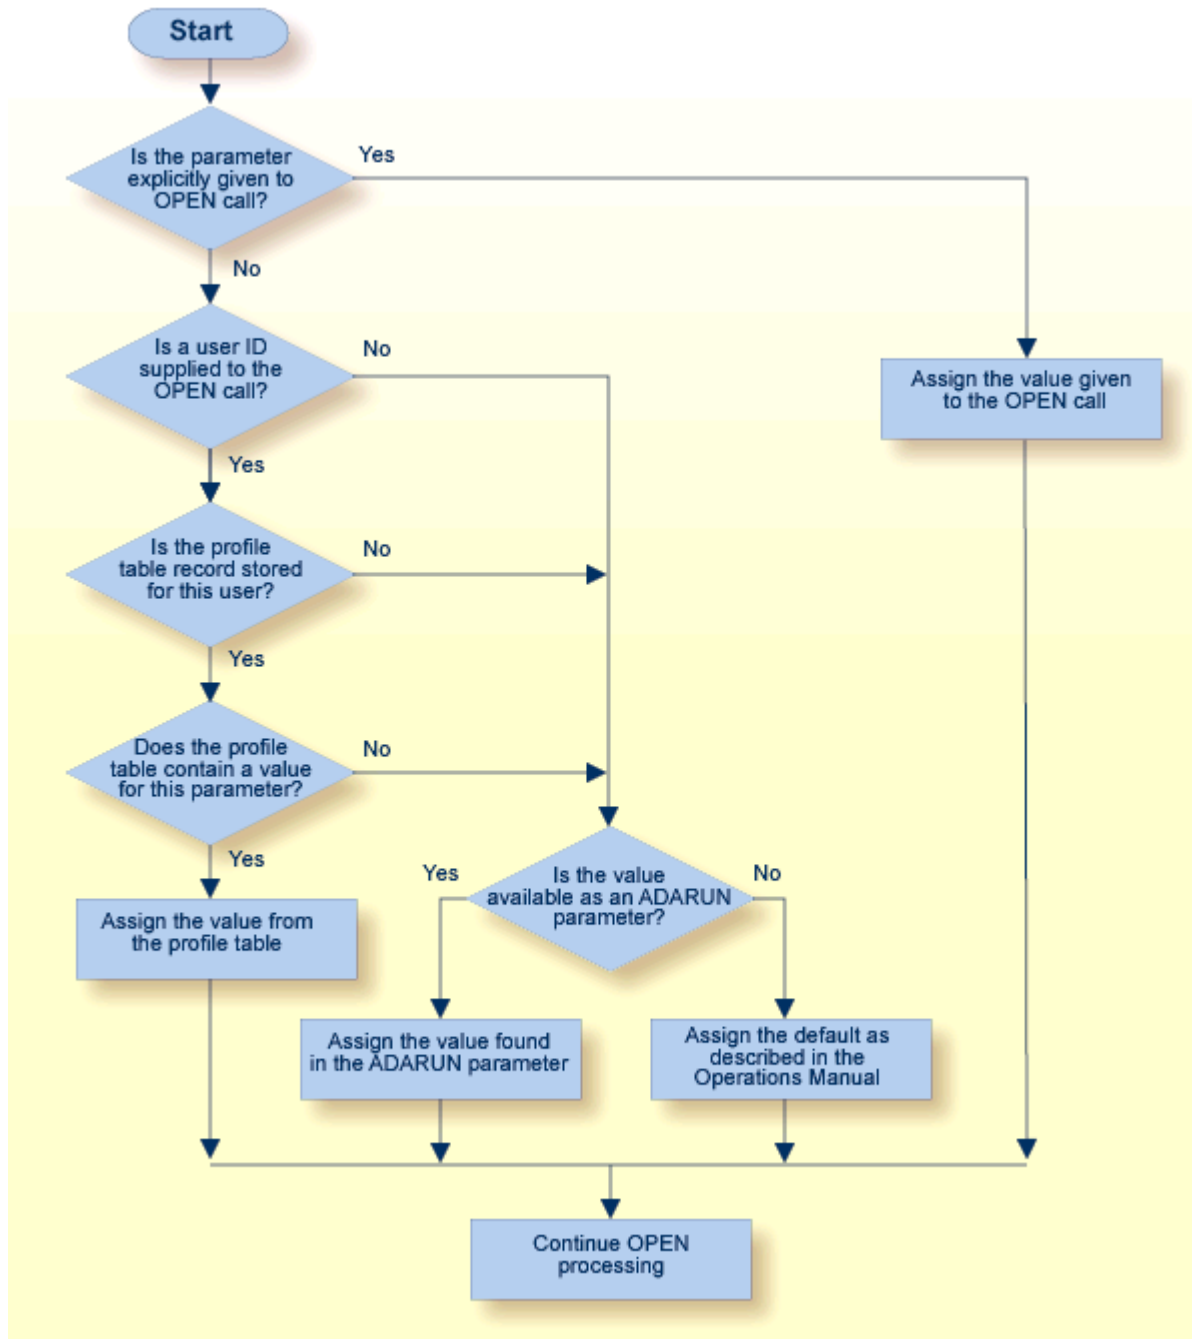 Start
Is the parameter
explicitly given to
OPEN call?
Yes
No
Is a user ID
supplied to the
OPEN call?
No
Assign the value given
to the OPEN call
Yes
Is the profile
table record stored
for this user?
No
Yes
Does the profile
table contain a value
for this parameter?
No
Yes
Yes
Is the value
available as an ADARUN
parameter?
No
Assign the value from
the profile table
Assign the value found
in the ADARUN parameter
Assign the default as
described in the
Operations Manual
Continue OPEN
processing